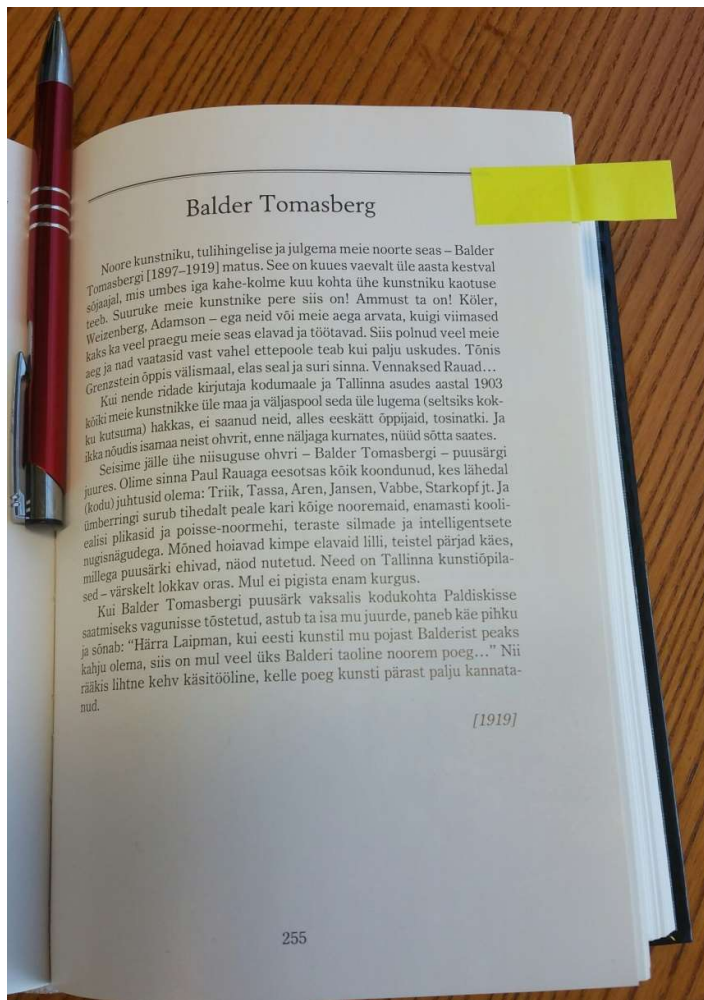 Balder Tomasberg
Noore kunstniku, tulihingelise ja julgema meie noorte seas – Balder
Tomasbergi [1897–1919] matus. See on kuues vaevalt üle aasta kestval
sõjaajal, mis umbes iga kahe-kolme kuu kohta ühe kunstniku kaotuse
teeb. Suuruke meie kunstnike pere siis on! Ammust ta on! Köler,
Weizenberg, Adamson – ega neid või meie aega arvata, kuigi viimased
kaks ka veel praegu meie seas elavad ja töötavad. Siis polnud veel meie
aeg ja nad vaatasid vast vahel ettepoole teab kui palju uskudes. Tõnis
Grenzstein õppis välismaal, elas seal ja suri sinna. Vennaksed Rauad...
Kui nende ridade kirjutaja kodumaale ja Tallinna asudes aastal 1903
kõiki meie kunstnikke üle maa ja väljaspool seda üle lugema (seltsiks kok-
ku kutsuma) hakkas, ei saanud neid, alles eeskätt õppijaid, tosinatki. Ja
ikka nõudis isamaa neist ohvrit, enne näljaga kurnates, nüüd sõtta saates.
Seisime jälle ühe niisuguse ohvri – Balder Tomasbergi – puusärgi
juures. Olime sinna Paul Rauaga eesotsas kõik koondunud, kes lähedal
(kodu) juhtusid olema: Triik, Tassa, Aren, Jansen, Vabbe, Starkopf jt. Ja
ümberringi surub tihedalt peale kari kõige nooremaid, enamasti kooli-
ealisi plikasid ja poisse-noormehi, teraste silmade ja intelligentsete
nugisnägudega. Mõned hoiavad kimpe elavaid lilli, teistel pärjad käes,
millega puusärki ehivad, näod nutetud. Need on Tallinna kunstiõpila-
sed – värskelt lokkav oras. Mul ei pigista enam kurgus.
Kui Balder Tomasbergi puusärk vaksalis kodukohta Paldiskisse
saatmiseks vagunisse tõstetud, astub ta isa mu juurde, paneb käe pihku
ja sõnab: “Härra Laipman, kui eesti kunstil mu pojast Balderist peaks
kahju olema, siis on mul veel üks Balderi taoline noorem poeg...” Nii
rääkis lihtne kehv käsitööline, kelle poeg kunsti pärast palju kannata-
nud.
[1919]
255